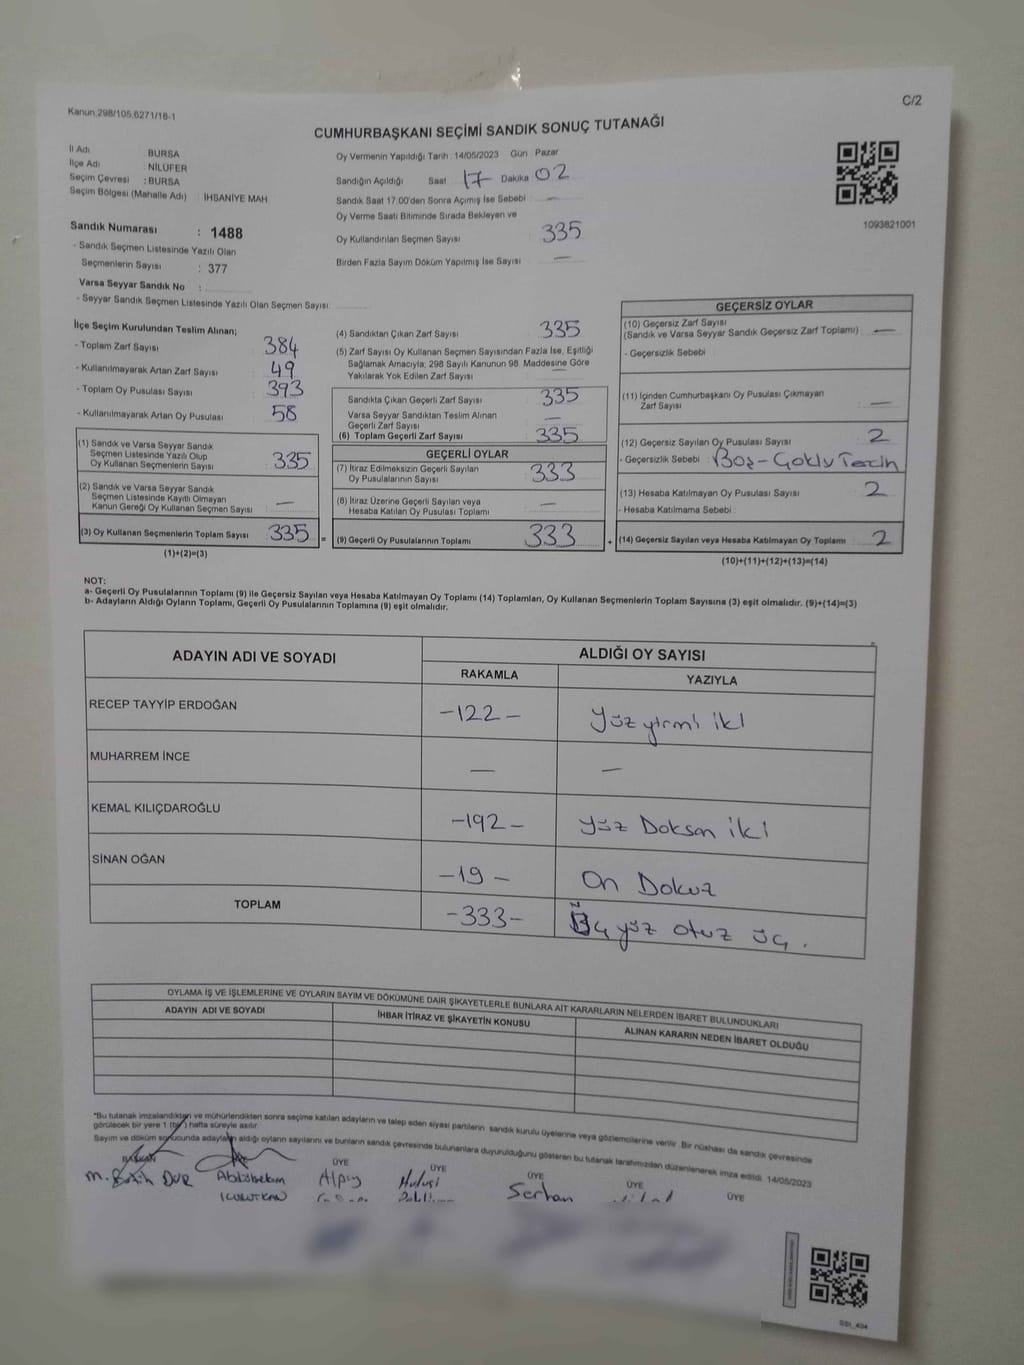 Kanun.298/105,6271/16-1
C/2
CUMHURBAŞKANI SEÇİMİ SANDIK SONUÇ TUTANAĞI
İl Adı BURSA
İlçe Adı : NİLÜFER
Seçim Çevresi : BURSA
Seçim Bölgesi (Mahalle Adı) : İHSANİYE MAH
Sandık Numarası : 1488
- Sandık Seçmen Listesinde Yazılı Olan
Seçmenlerin Sayısı : 377
Varsa Seyyar Sandık No :
- Seyyar Sandık Seçmen Listesinde Yazılı Olan Seçmen Sayısı:
Oy Vermenin Yapıldığı Tarih : 14/05/2023 Gün Pazar
Sandığın Açıldığı Saat 17 Dakika 02
Sandık Saat 17.00'den Sonra Açımış İse Sebebi —
Oy Verme Saati Bitiminde Sırada Bekleyen ve
Oy Kullandırılan Seçmen Sayısı 335
Birden Fazla Sayım Döküm Yapılmış İse Sayısı —
1093821001
İlçe Seçim Kurulundan Teslim Alınan;
- Toplam Zarf Sayısı 384
- Kullanılmayarak Artan Zarf Sayısı 49
- Toplam Oy Pusulası Sayısı 393
- Kullanılmayarak Artan Oy Pusulası 58
(1) Sandık ve Varsa Seyyar Sandık
Seçmen Listesinde Yazılı Olup
Oy Kullanan Seçmenlerin Sayısı 335
(2) Sandık ve Varsa Seyyar Sandık
Seçmen Listesinde Kayıtlı Olmayan
Kanun Gereği Oy Kullanan Seçmen Sayısı —
(3) Oy Kullanan Seçmenlerin Toplam Sayısı 335 =
(1)+(2)=(3)
(4) Sandıktan Çıkan Zarf Sayısı 335
(5) Zarf Sayısı Oy Kullanan Seçmen Sayısından Fazla İse, Eşitliği
Sağlamak Amacıyla; 298 Sayılı Kanunun 98. Maddesine Göre
Yakılarak Yok Edilen Zarf Sayısı —
Sandıkta Çıkan Geçerli Zarf Sayısı 335
Varsa Seyyar Sandıktan Teslim Alınan
Geçerli Zarf Sayısı —
(6) Toplam Geçerli Zarf Sayısı 335
GEÇERLİ OYLAR
(7) İtiraz Edilmeksizin Geçerli Sayılan
Oy Pusulalarının Sayısı 333
(8) İtiraz Üzerine Geçerli Sayılan veya
Hesaba Katılan Oy Pusulası Toplamı —
(9) Geçerli Oy Pusulalarının Toplamı 333 +
GEÇERSİZ OYLAR
(10) Geçersiz Zarf Sayısı
(Sandık ve Varsa Seyyar Sandık Geçersiz Zarf Toplamı) —
- Geçersizlik Sebebi
(11) İçinden Cumhurbaşkanı Oy Pusulası Çıkmayan
Zarf Sayısı —
(12) Geçersiz Sayılan Oy Pusulası Sayısı 2
- Geçersizlik Sebebi : Boş - Çoklu Tercih
(13) Hesaba Katılmayan Oy Pusulası Sayısı 2
- Hesaba Katılmama Sebebi :
(14) Geçersiz Sayılan veya Hesaba Katılmayan Oy Toplamı 2
(10)+(11)+(12)+(13)=(14)
NOT:
a- Geçerli Oy Pusulalarının Toplamı (9) ile Geçersiz Sayılan veya Hesaba Katılmayan Oy Toplamı (14) Toplamları, Oy Kullanan Seçmenlerin Toplam Sayısına (3) eşit olmalıdır. (9)+(14)=(3)
b- Adayların Aldığı Oyların Toplamı, Geçerli Oy Pusulalarının Toplamına (9) eşit olmalıdır.
ADAYIN ADI VE SOYADI ALDIĞI OY SAYISI
RAKAMLA YAZIYLA
RECEP TAYYİP ERDOĞAN -122- Yüz yirmi iki
MUHARREM İNCE — —
KEMAL KILIÇDAROĞLU -192- Yüz Doksan iki
SİNAN OĞAN -19- On Dokuz
TOPLAM -333- Üç yüz otuz üç.
OYLAMA İŞ VE İŞLEMLERİNE VE OYLARIN SAYIM VE DÖKÜMÜNE DAİR ŞİKAYETLERLE BUNLARA AİT KARARLARIN NELERDEN İBARET BULUNDUKLARI
ADAYIN ADI VE SOYADI İHBAR İTİRAZ VE ŞİKAYETİN KONUSU ALINAN KARARIN NEDEN İBARET OLDUĞU
*Bu tutanak imzalandıktan ve mühürlendikten sonra seçime katılan adayların ve talep eden siyasi partilerin sandık kurulu üyelerine veya gözlemcilerine verilir. Bir nüshası da sandık çevresinde
görülecek bir yere 1 (bir) hafta süreyle asılır.
Sayım ve döküm sonucunda adayların aldığı oyların sayılarını ve bunların sandık çevresinde bulunanlara duyurulduğunu gösteren bu tutanak tarafımızdan düzenlenerek imza edildi. 14/05/2023
BAŞKAN ÜYE ÜYE ÜYE ÜYE ÜYE
M. Fatih DUR Alpay Hulusi Serhan